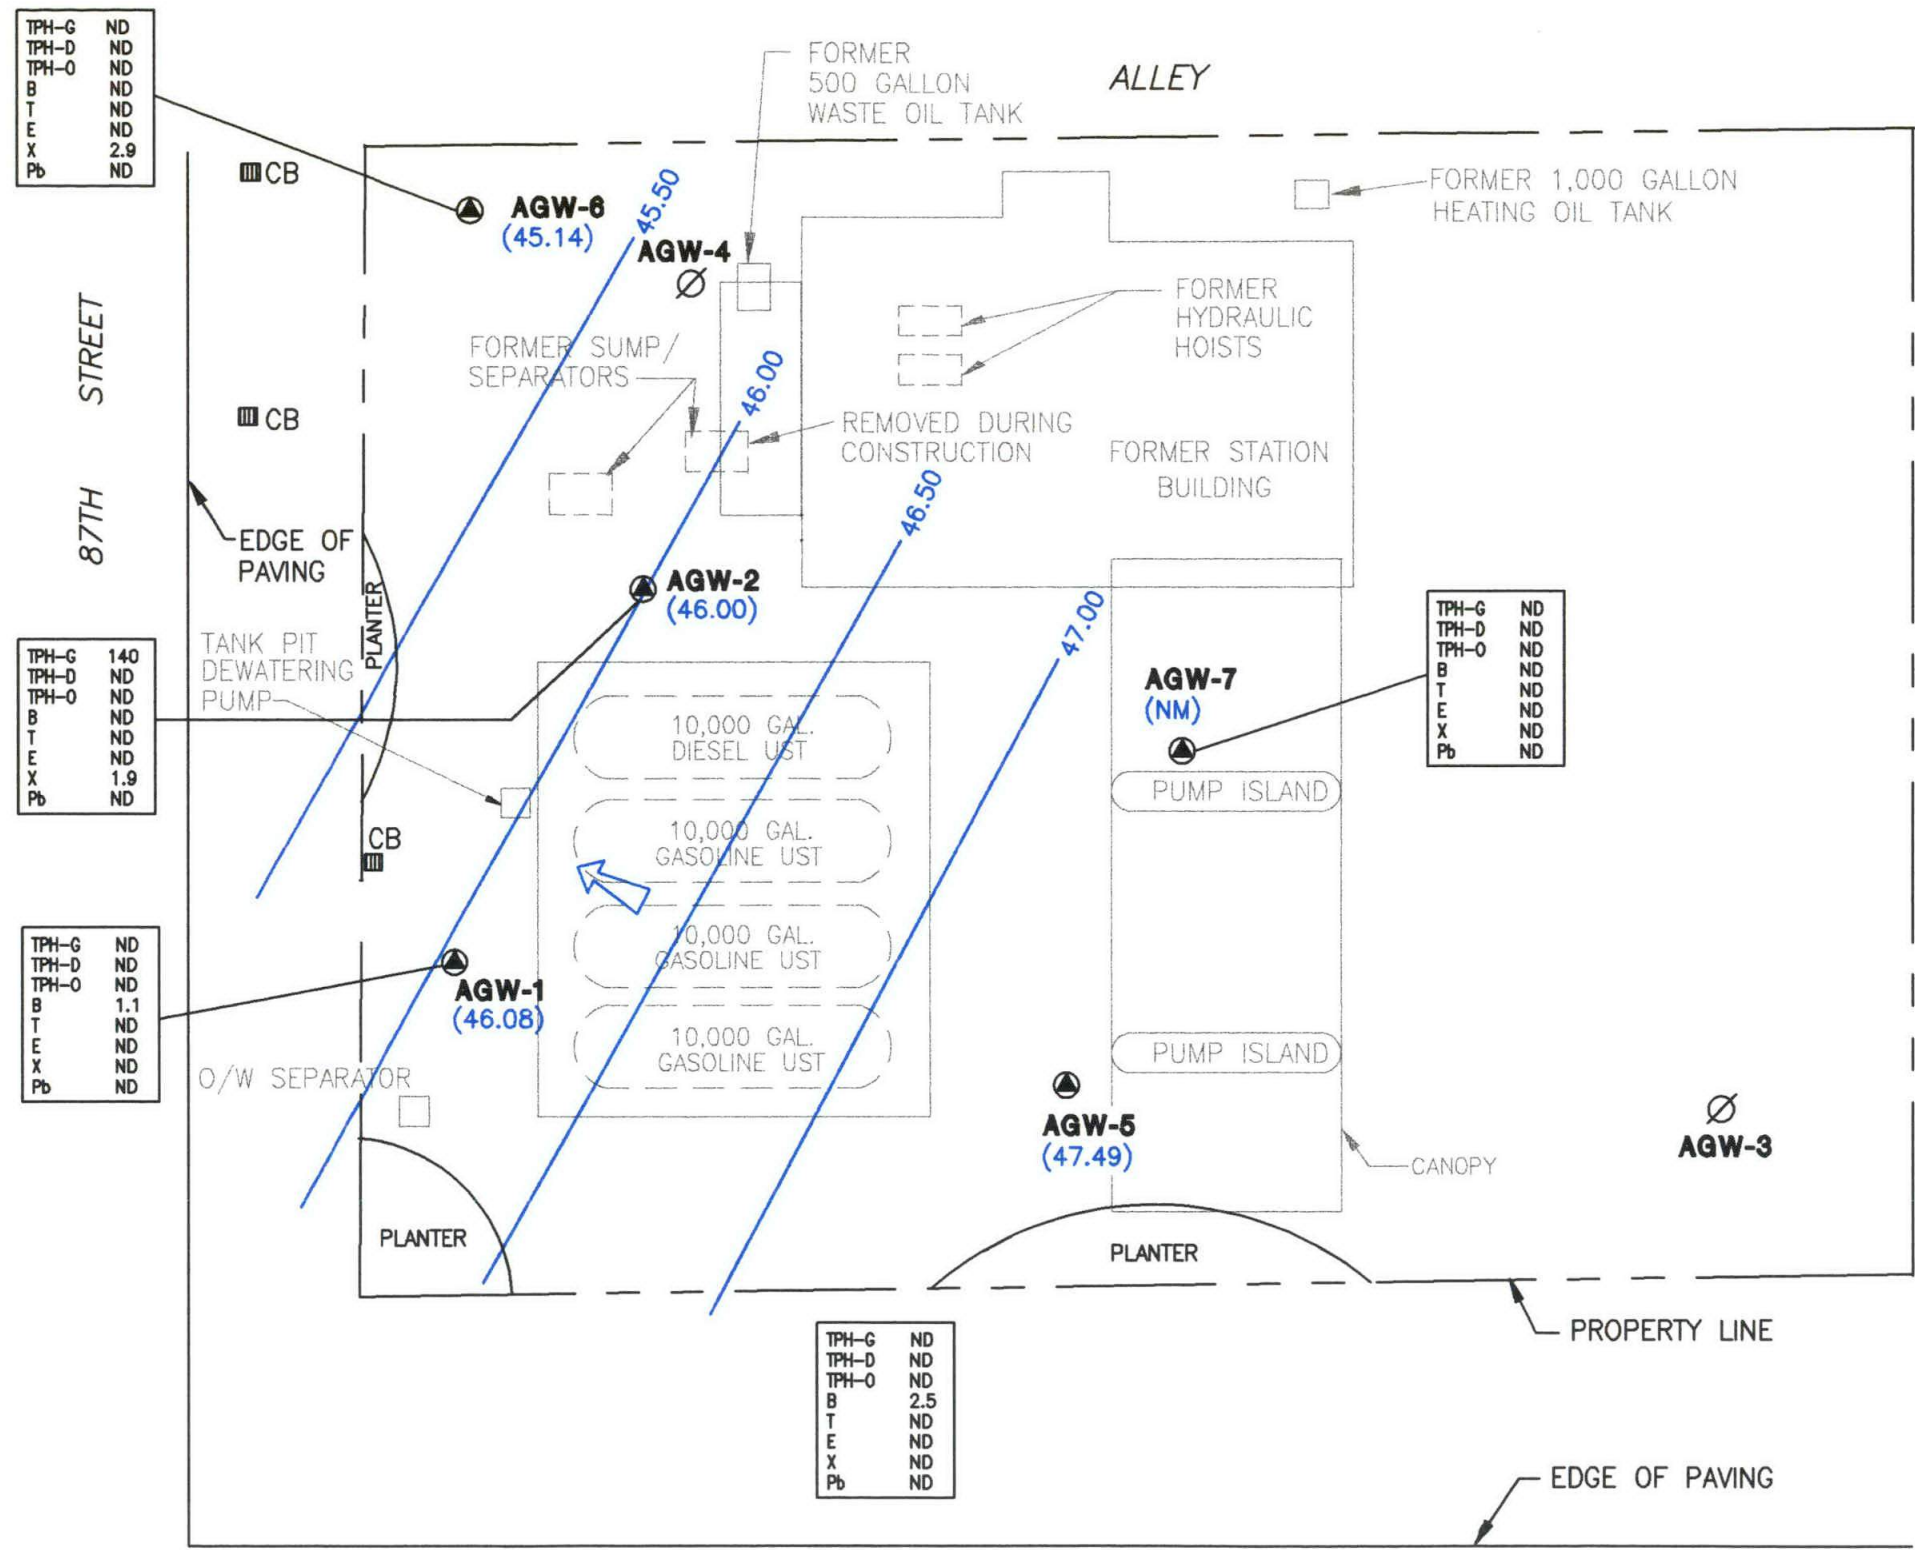 TPH-G ND
TPH-D ND
TPH-O ND
B ND
T ND
E ND
X 2.9
Pb ND
FORMER
500 GALLON
WASTE OIL TANK
ALLEY
CB
AGW-6
(45.14)
45.50
AGW-4
FORMER 1,000 GALLON
HEATING OIL TANK
FORMER
HYDRAULIC
HOISTS
87TH STREET
FORMER SUMP/
SEPARATORS
46.00
CB
REMOVED DURING
CONSTRUCTION
FORMER STATION
BUILDING
46.50
EDGE OF
PAVING
PLANTER
AGW-2
(46.00)
47.00
TPH-G 140
TPH-D ND
TPH-O ND
B ND
T ND
E ND
X 1.9
Pb ND
TANK PIT
DEWATERING
PUMP
AGW-7
(NM)
TPH-G ND
TPH-D ND
TPH-O ND
B ND
T ND
E ND
X ND
Pb ND
10,000 GAL.
DIESEL UST
PUMP ISLAND
CB
10,000 GAL.
GASOLINE UST
10,000 GAL.
GASOLINE UST
10,000 GAL.
GASOLINE UST
TPH-G ND
TPH-D ND
TPH-O ND
B 1.1
T ND
E ND
X ND
Pb ND
AGW-1
(46.08)
O/W SEPARATOR
PUMP ISLAND
AGW-5
(47.49)
AGW-3
CANOPY
PLANTER
PLANTER
PROPERTY LINE
TPH-G ND
TPH-D ND
TPH-O ND
B 2.5
T ND
E ND
X ND
Pb ND
EDGE OF PAVING